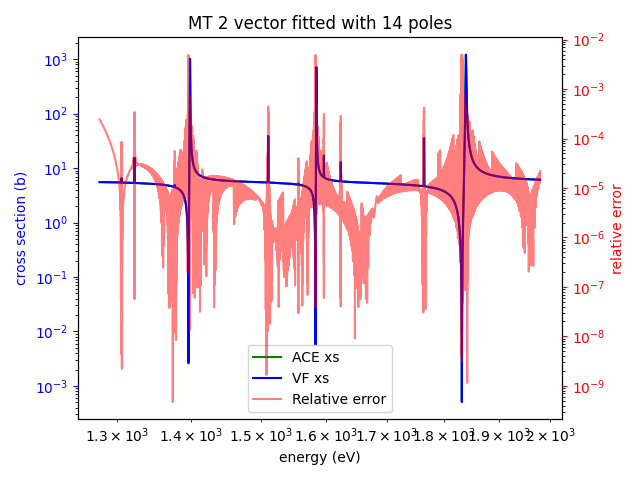 MT 2 vector fitted with 14 poles
10³
10²
10¹
10⁰
10⁻¹
10⁻²
10⁻³
cross section (b)
10⁻²
10⁻³
10⁻⁴
10⁻⁵
10⁻⁶
10⁻⁷
10⁻⁸
10⁻⁹
relative error
ACE xs
VF xs
Relative error
1.3 × 10³ 1.4 × 10³ 1.5 × 10³ 1.6 × 10³ 1.7 × 10³ 1.8 × 10³ 1.9 × 10³ 2 × 10³
energy (eV)